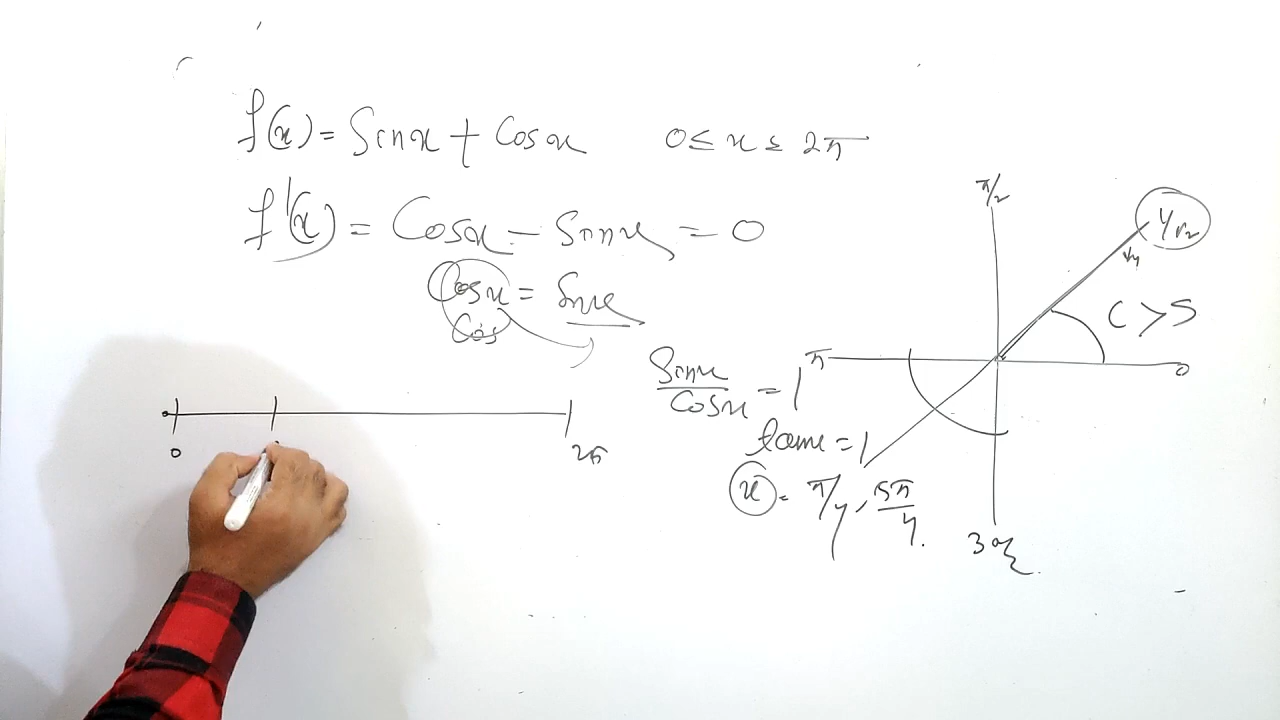 f(x) = Sinx + Cosx 0 ≤ x ≤ 2π
f'(x) = Cosx - Sinx = 0
Cosx = Sinx
Cos
Sinx/Cosx = 1
tanx = 1
x = π/4, 5π/4.
0 2π
π/2
1/√2
π/4
C > S
π 0
3π/2